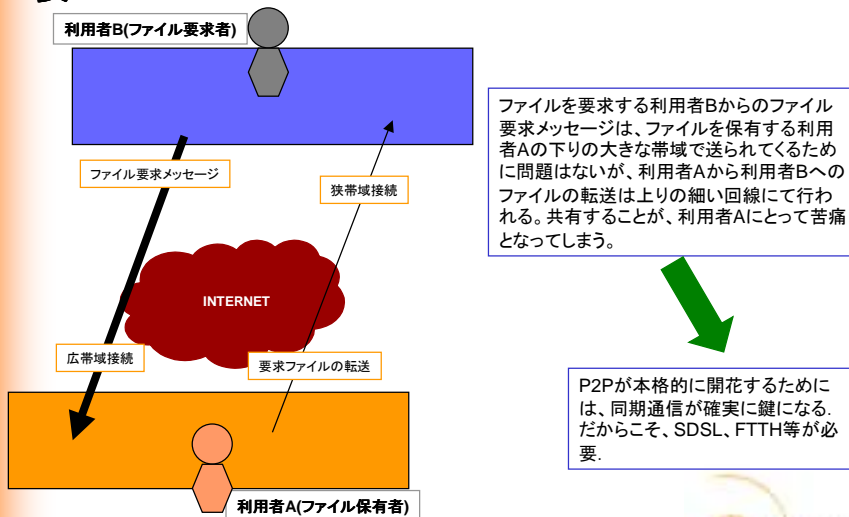 利用者B(ファイル要求者)
ファイルを要求する利用者Bからのファイル
要求メッセージは、ファイルを保有する利用
者Aの下りの大きな帯域で送られてくるため
に問題はないが、利用者Aから利用者Bへの
ファイルの転送は上りの細い回線にて行わ
れる。共有することが、利用者Aにとって苦痛
となってしまう。
ファイル要求メッセージ
狭帯域接続
INTERNET
広帯域接続
要求ファイルの転送
P2Pが本格的に開花するために
は、同期通信が確実に鍵になる.
だからこそ、SDSL、FTTH等が必
要.
利用者A(ファイル保有者)